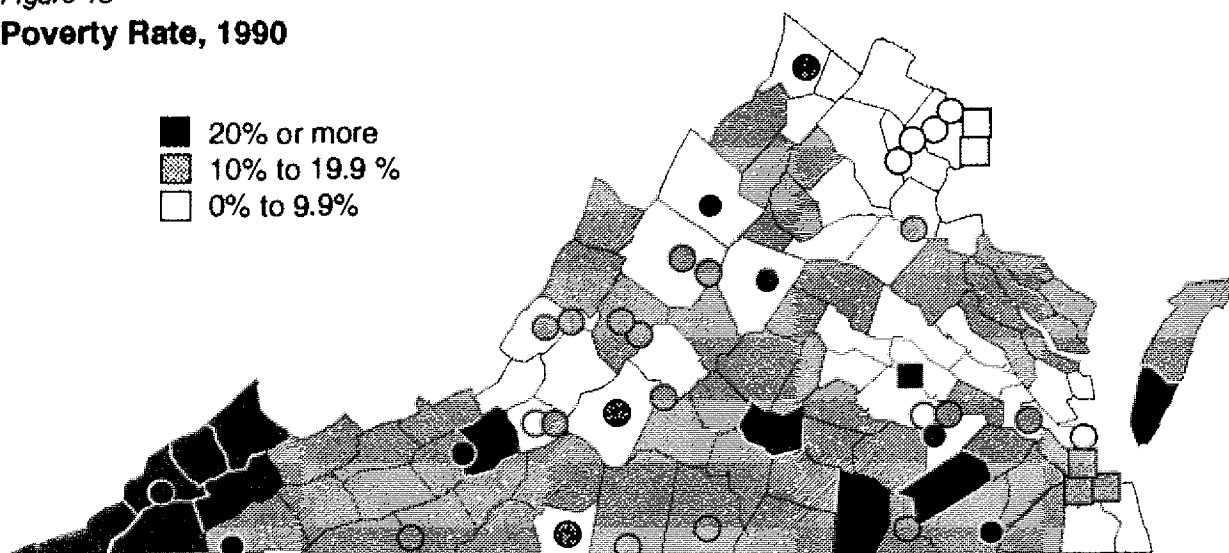 Poverty Rate, 1990
20% or more
10% to 19.9 %
0% to 9.9%